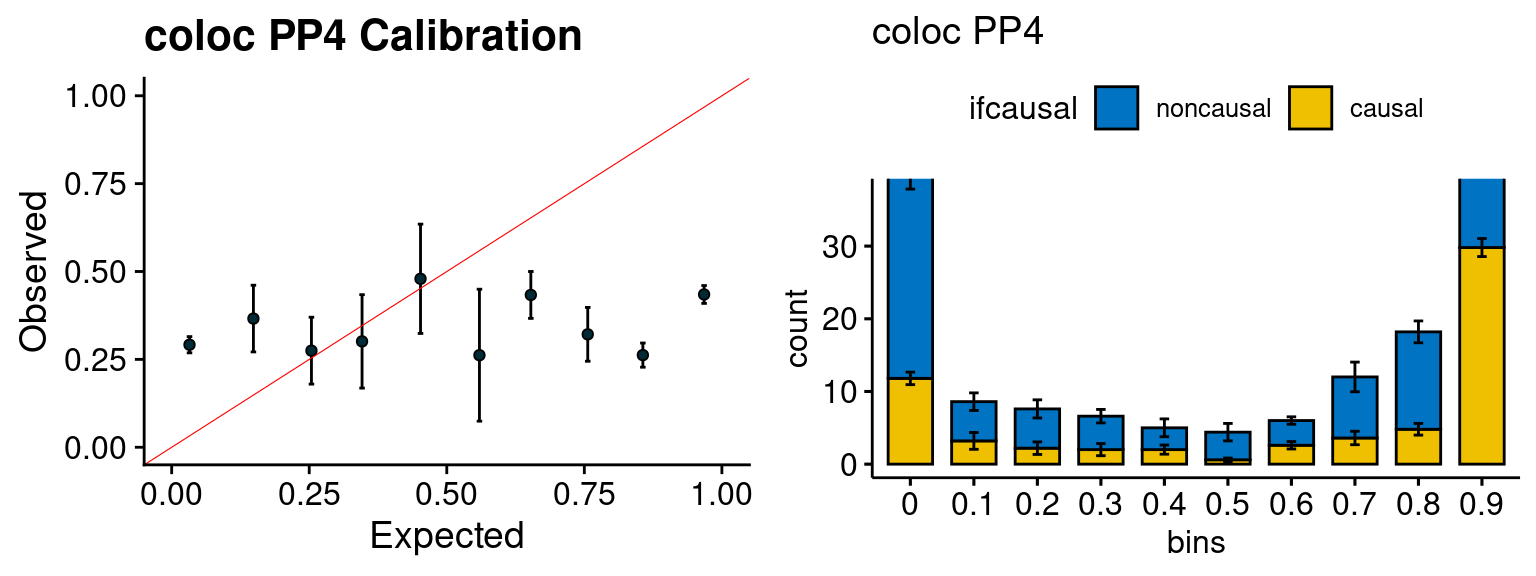 coloc PP4 Calibration
Observed
1.00
0.75
0.50
0.25
0.00
0.00 0.25 0.50 0.75 1.00
Expected
coloc PP4
ifcausal noncausal causal
count
30
20
10
0
0 0.1 0.2 0.3 0.4 0.5 0.6 0.7 0.8 0.9
bins